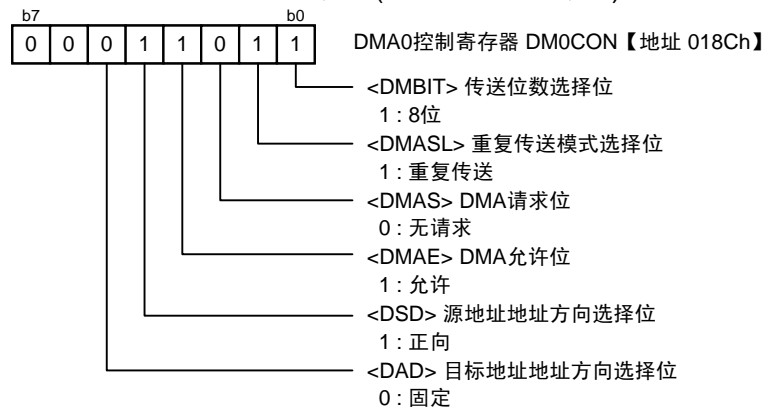 b7 b0
0 0 0 1 1 0 1 1 DMA0控制寄存器 DM0CON【地址 018Ch】
<DMBIT> 传送位数选择位
1 : 8位
<DMASL> 重复传送模式选择位
1 : 重复传送
<DMAS> DMA请求位
0 : 无请求
<DMAE> DMA允许位
1 : 允许
<DSD> 源地址地址方向选择位
1 : 正向
<DAD> 目标地址地址方向选择位
0 : 固定